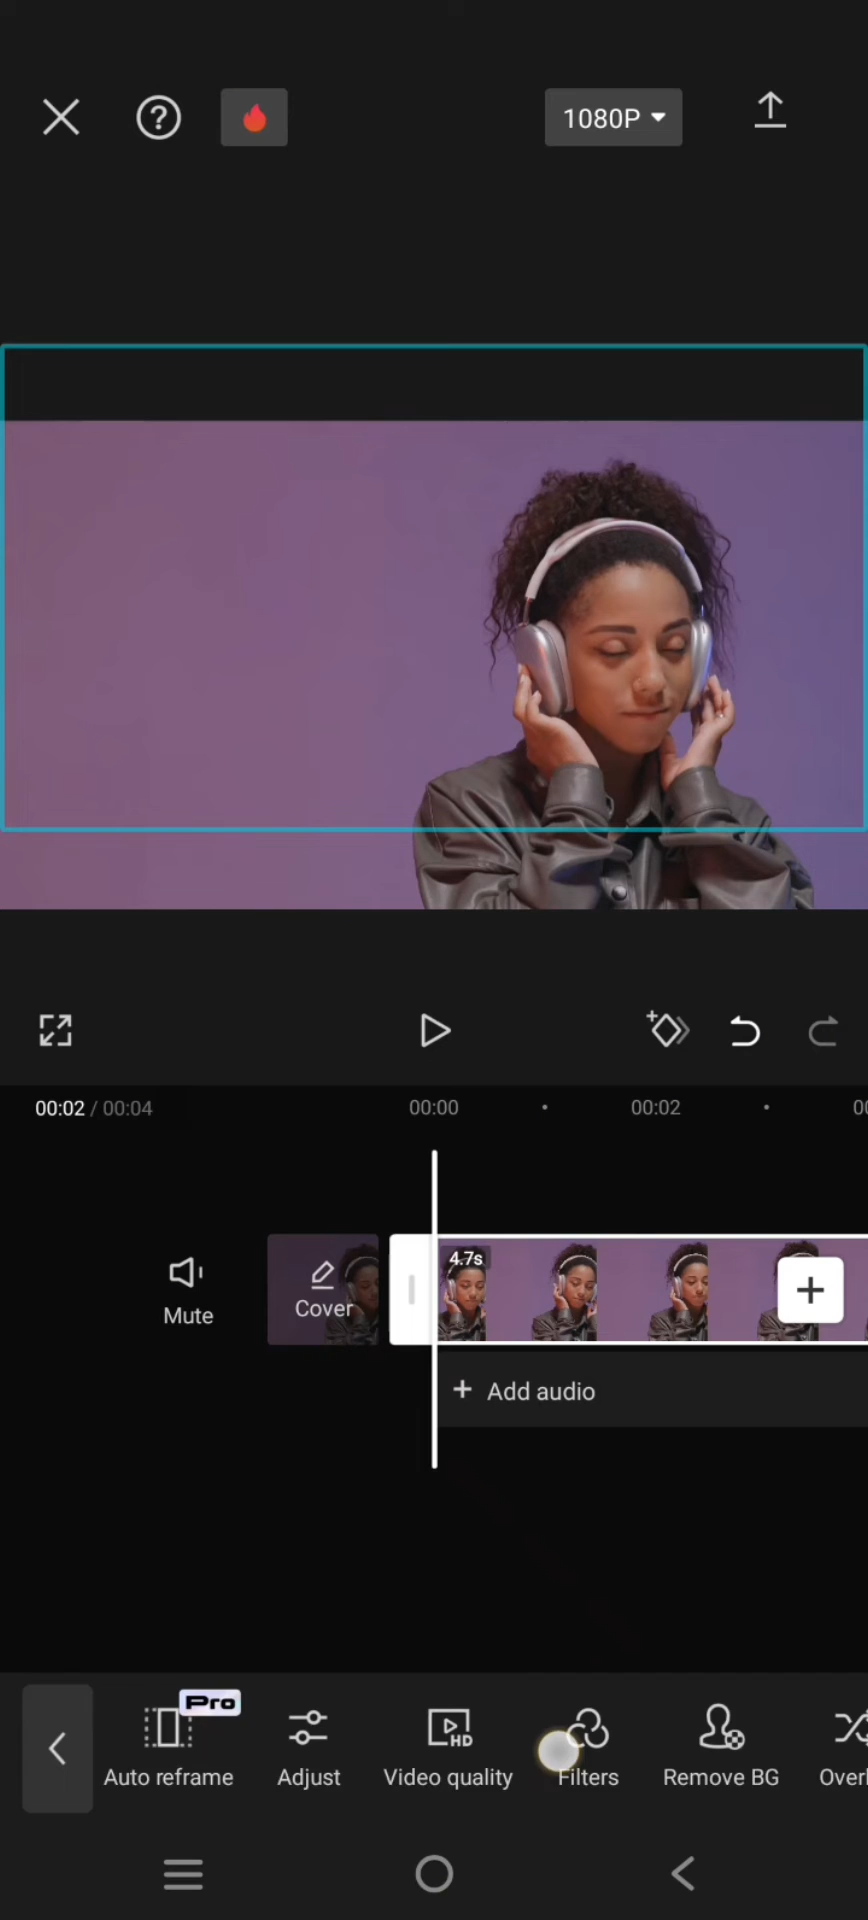 1080P
00:02 / 00:04
00:00
00:02
4.7s
Mute
Cover
+ Add audio
Pro
HD
Auto reframe
Adjust
Video quality
Filters
Remove BG